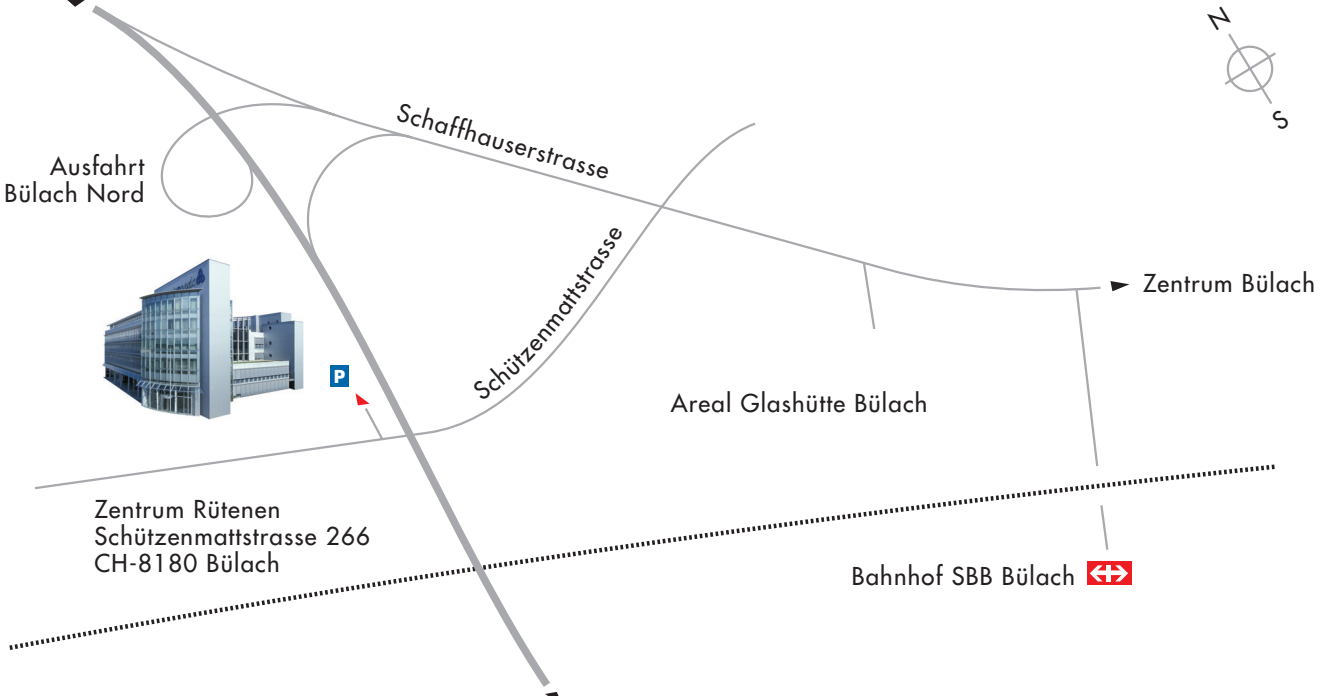 N
S
Schaffhauserstrasse
Ausfahrt
Bülach Nord
Schützenmattstrasse
Zentrum Bülach
P
Areal Glashütte Bülach
Zentrum Rütenen
Schützenmattstrasse 266
CH-8180 Bülach
Bahnhof SBB Bülach